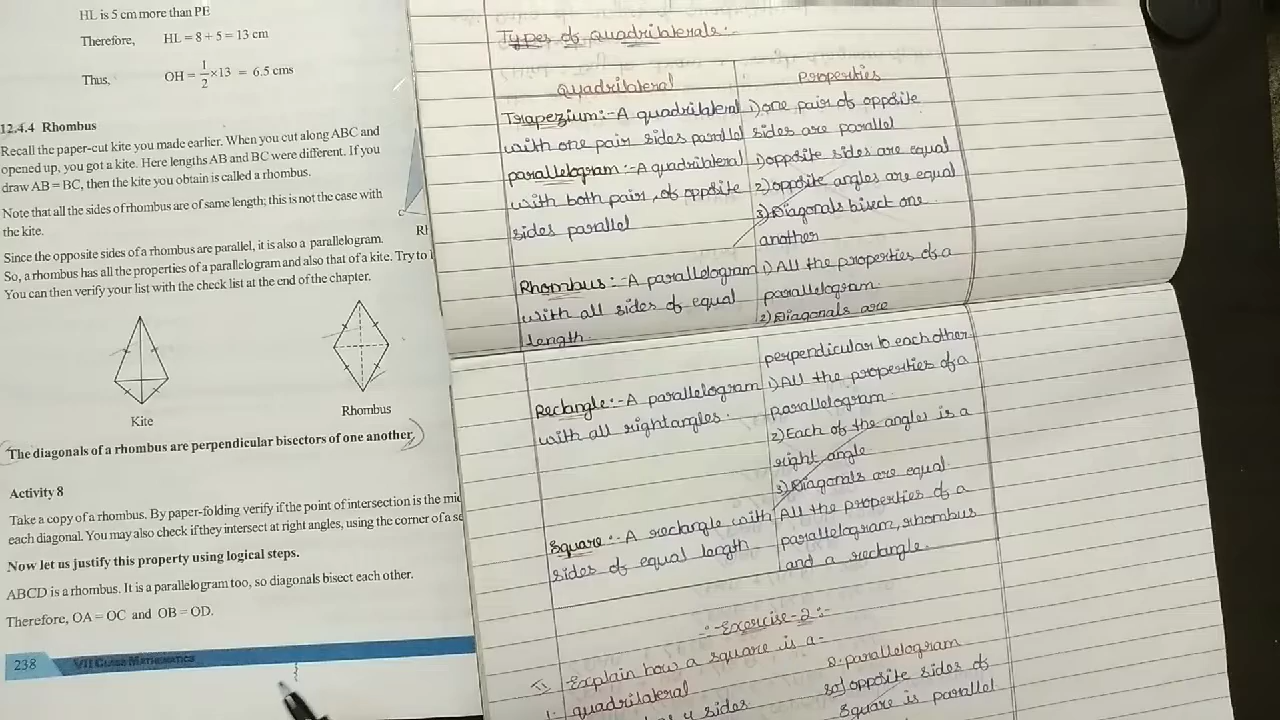 HL is 5 cm more than PE
Therefore, HL = 8 + 5 = 13 cm
Thus, OH = 1/2 × 13 = 6.5 cms
12.4.4 Rhombus
Recall the paper-cut kite you made earlier. When you cut along ABC and
opened up, you got a kite. Here lengths AB and BC were different. If you
draw AB = BC, then the kite you obtain is called a rhombus.
Note that all the sides of rhombus are of same length; this is not the case with
the kite.
Since the opposite sides of a rhombus are parallel, it is also a parallelogram.
So, a rhombus has all the properties of a parallelogram and also that of a kite. Try to
You can then verify your list with the check list at the end of the chapter.
Kite
Rhombus
The diagonals of a rhombus are perpendicular bisectors of one another
Activity 8
Take a copy of a rhombus. By paper-folding verify if the point of intersection is the
each diagonal. You may also check if they intersect at right angles, using the corner of a
Now let us justify this property using logical steps.
ABCD is a rhombus. It is a parallelogram too, so diagonals bisect each other.
Therefore, OA = OC and OB = OD.
238 VII Class Mathematics
Types of quadrilaterals:-
Quadrilateral
Trapezium:- A quadrilateral
with one pair sides parallel
parallelogram:- A quadrilateral
with both pair of opposite
sides parallel
Rhombus:- A parallelogram
with all sides of equal
length.
Rectangle:- A parallelogram
with all rightangles.
Square:- A rectangle with
sides of equal length
Properties
1) one pair of opposite
sides are parallel
1) opposite sides are equal
2) opposite angles are equal
3) Diagonals bisect one
another
1) All the properties of a
parallelogram.
2) Diagonals are
perpendicular to each other.
1) All the properties of a
parallelogram.
2) Each of the angles is a
right angle.
3) Diagonals are equal.
All the properties of a
parallelogram, rhombus
and a rectangle.
:-Exercise-2:-
I) Explain how a square is a-
1. quadrilateral
4 sides
2. parallelogram
sol) opposite sides of
Square is parallel